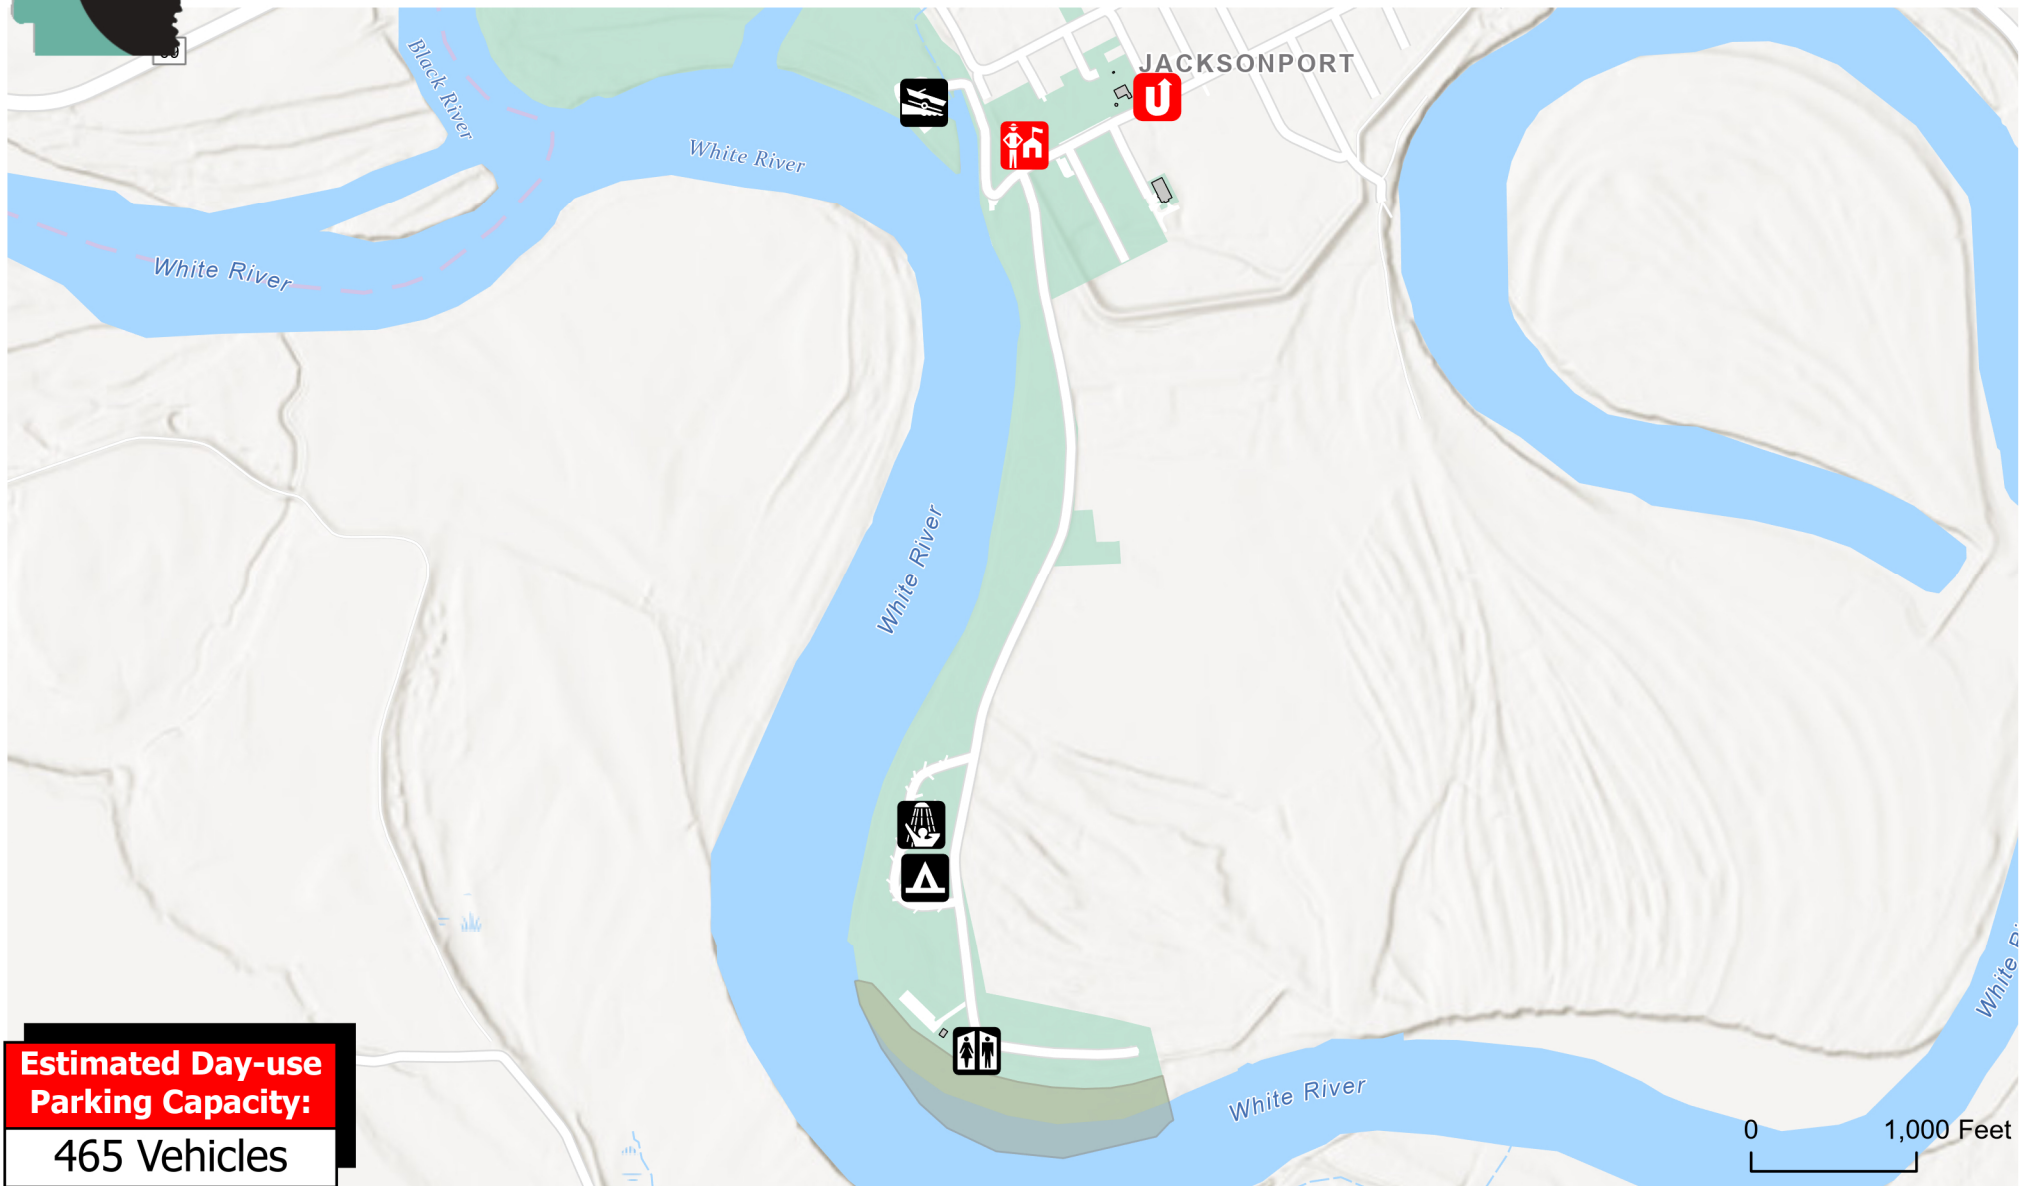 JACKSONPORT
Black River
White River
White River
White River
White River
White
Estimated Day-use
Parking Capacity:
465 Vehicles
0 1,000 Feet